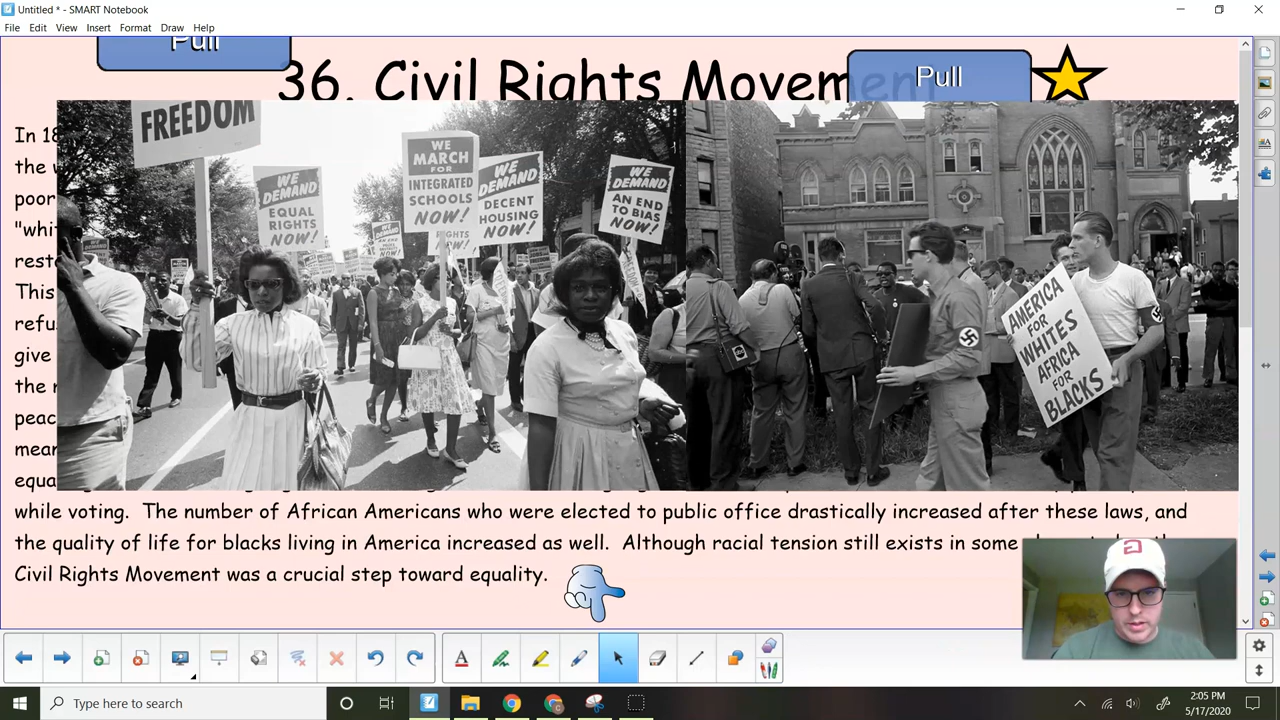 Untitled * - SMART Notebook
File Edit View Insert Format Draw Help
Pull
36. Civil Rights Movement
Pull
In 18
the w
poor
"whi
resto
This
refu
give
the r
peac
mean
equa
FREEDOM
WE DEMAND
EQUAL
RIGHTS
NOW!
WE
MARCH
FOR
INTEGRATED
SCHOOLS
NOW!
WE
DEMAND
DECENT
HOUSING
NOW!
RIGHTS
WE
DEMAND
AN END
TO BIAS
NOW!
abc
AMERICA
FOR
WHITES
AFRICA
FOR
BLACKS
while voting. The number of African Americans who were elected to public office drastically increased after these laws, and
the quality of life for blacks living in America increased as well. Although racial tension still exists in some
Civil Rights Movement was a crucial step toward equality.
G
Type here to search
2:05 PM
5/17/2020